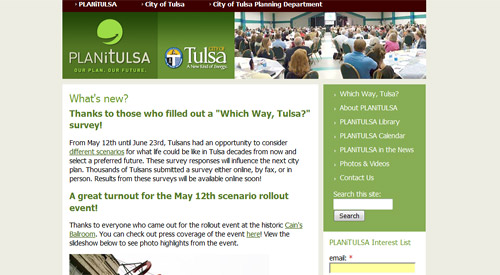 PLANiTULSA
City of Tulsa
City of Tulsa Planning Department
PLANiTULSA
OUR PLAN. OUR FUTURE.
CITY OF
Tulsa
A New Kind of Energy.
What's new?
Thanks to those who filled out a "Which Way, Tulsa?"
survey!
From May 12th until June 23rd, Tulsans had an opportunity to consider
different scenarios for what life could be like in Tulsa decades from now and
select a preferred future. These survey responses will influence the next city
plan. Thousands of Tulsans submitted a survey either online, by fax, or in
person. Results from these surveys will be available online soon!
A great turnout for the May 12th scenario rollout
event!
Thanks to everyone who came out for the rollout event at the historic Cain's
Ballroom. You can check out press coverage of the event here! View the
slideshow below to see photo highlights from the event.
Which Way, Tulsa?
About PLANiTULSA
PLANiTULSA Library
PLANiTULSA Calendar
PLANiTULSA in the News
Photos & Videos
Contact Us
Search this site:
Search
PLANiTULSA Interest List
email: *